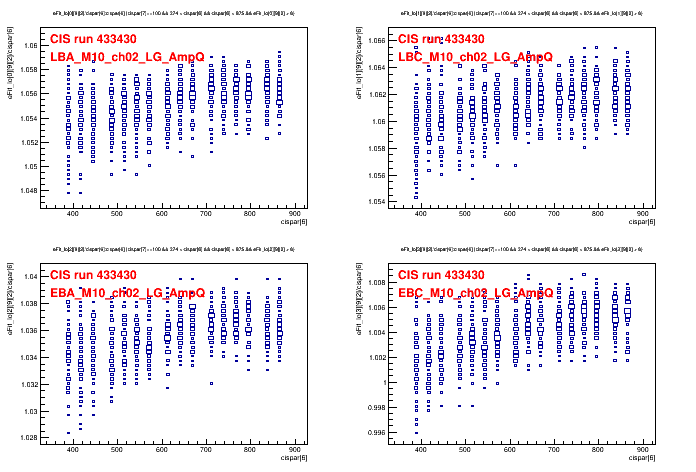 CIS run 433430
LBA_M10_ch02_LG_AmpQ
1.06
1.058
1.056
1.054
1.052
1.05
1.048
400 500 600 700 800 900
cispar[6]
CIS run 433430
LBC_M10_ch02_LG_AmpQ
1.066
1.064
1.062
1.06
1.058
1.056
1.054
400 500 600 700 800 900
cispar[6]
CIS run 433430
EBA_M10_ch02_LG_AmpQ
1.04
1.038
1.036
1.034
1.032
1.03
1.028
400 500 600 700 800 900
cispar[6]
CIS run 433430
EBC_M10_ch02_LG_AmpQ
1.008
1.006
1.004
1.002
1
0.998
0.996
400 500 600 700 800 900
cispar[6]